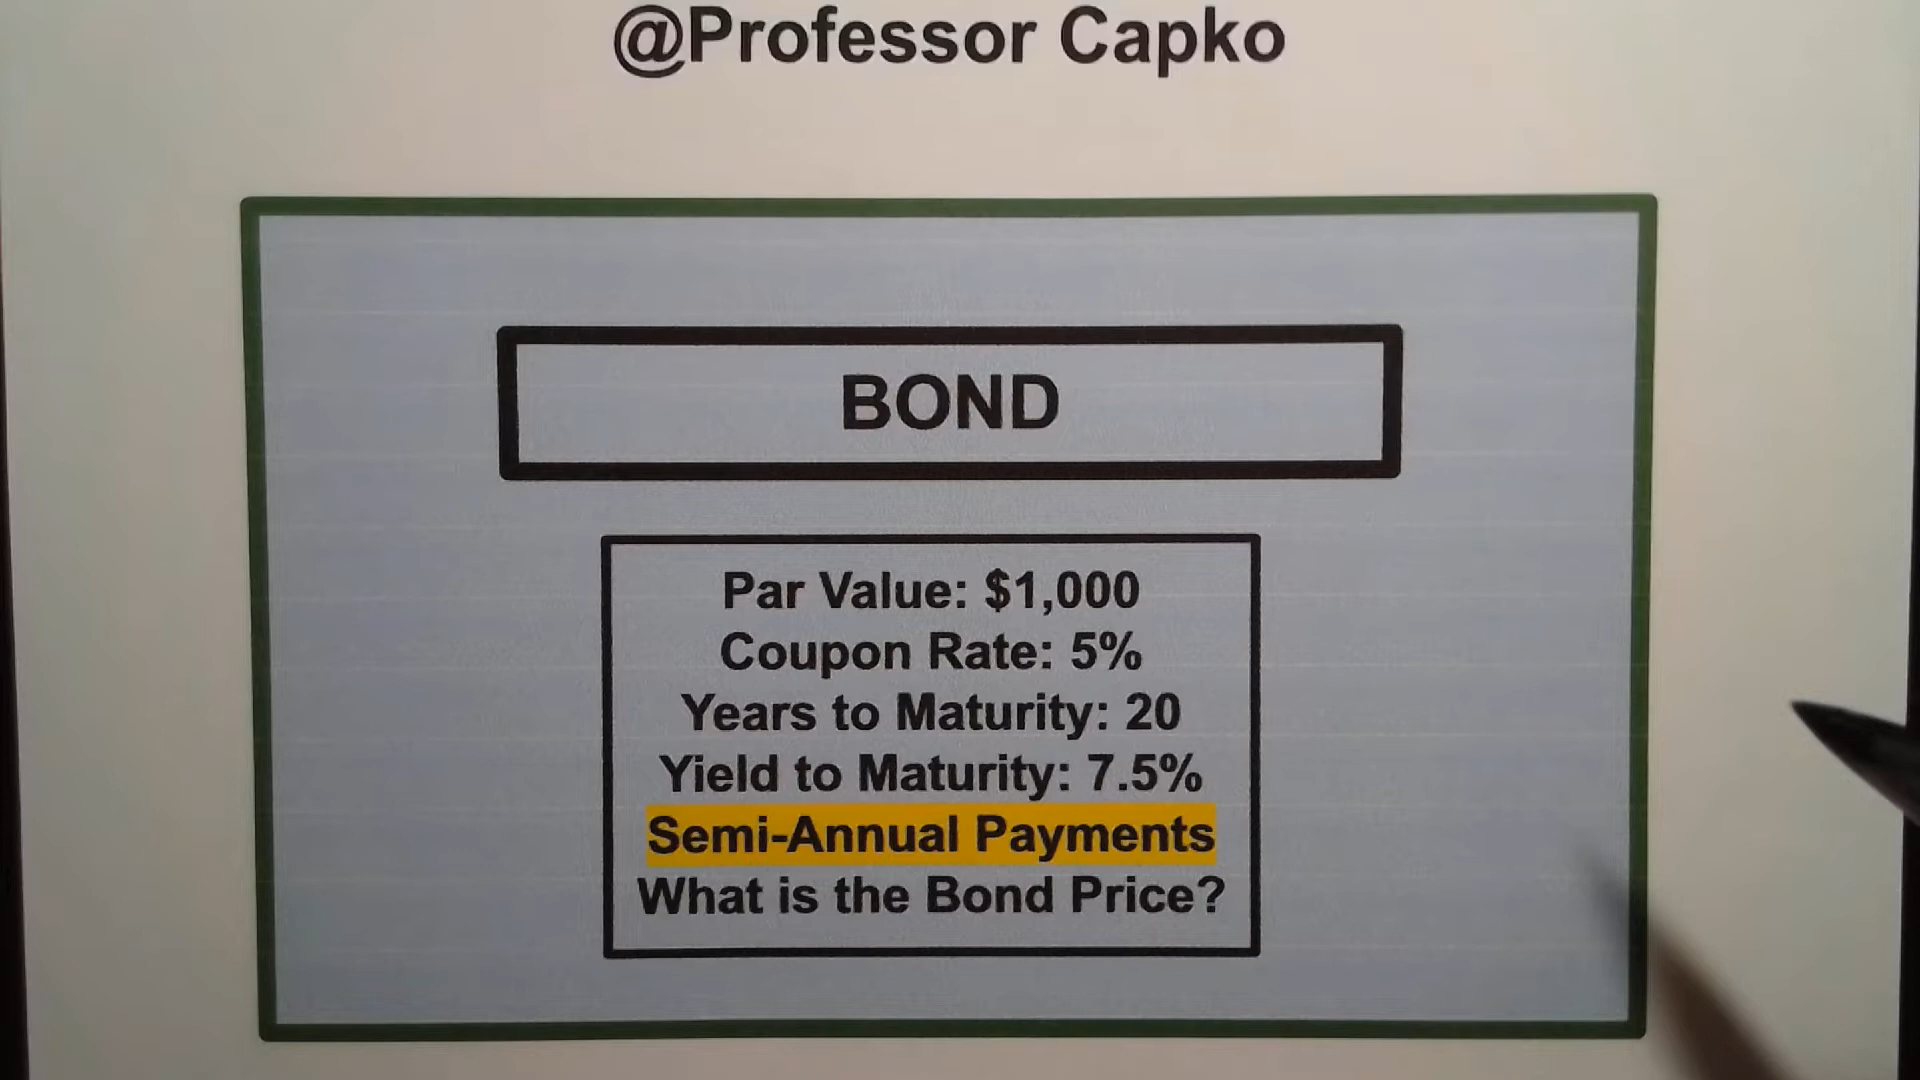 @Professor Capko
BOND
Par Value: $1,000
Coupon Rate: 5%
Years to Maturity: 20
Yield to Maturity: 7.5%
Semi-Annual Payments
What is the Bond Price?